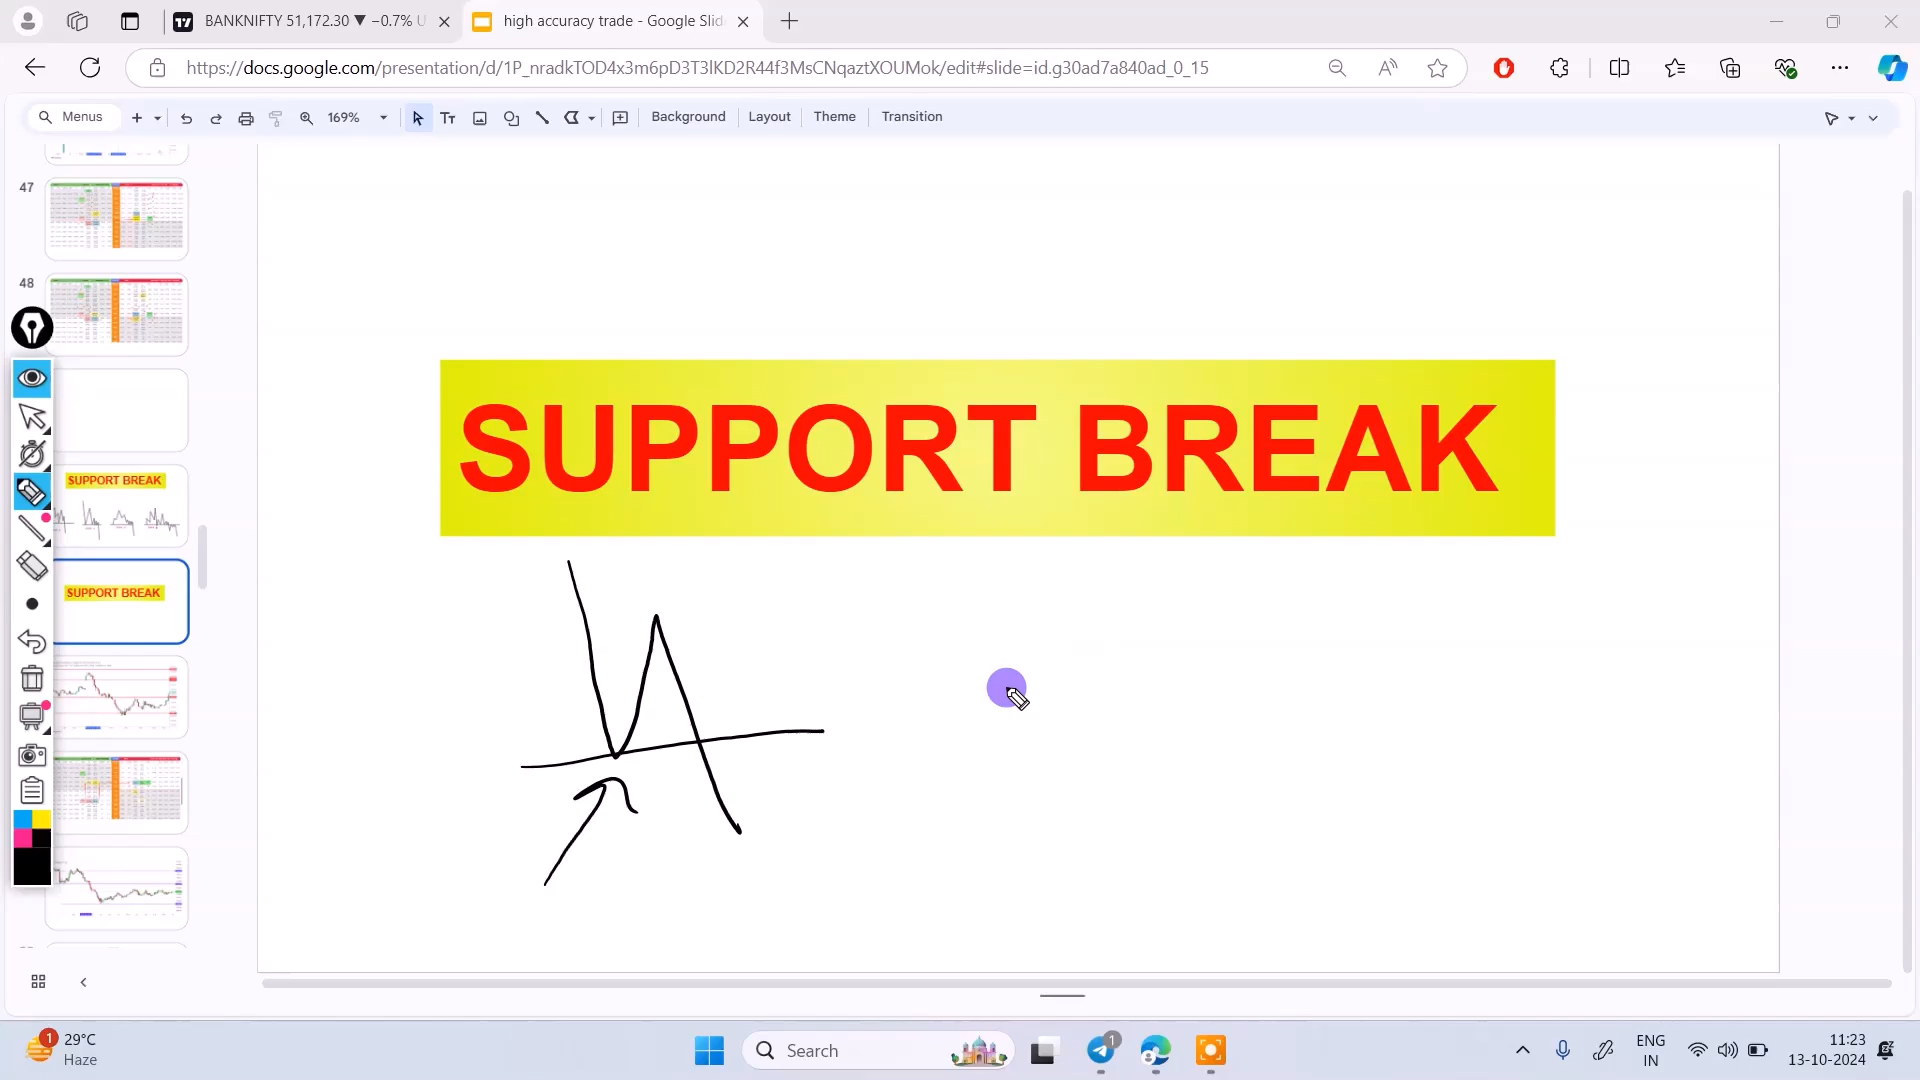 BANKNIFTY 51,172.30 ▼ −0.7% U
high accuracy trade - Google Slid
https://docs.google.com/presentation/d/1P_nradkTOD4x3m6pD3T3lKD2R44f3MsCNqaztXOUMok/edit#slide=id.g30ad7a840ad_0_15
Menus
169%
Background
Layout
Theme
Transition
47
48
SUPPORT BREAK
SUPPORT BREAK
SUPPORT BREAK
1
29°C
Haze
Search
1
ENG
IN
11:23
13-10-2024